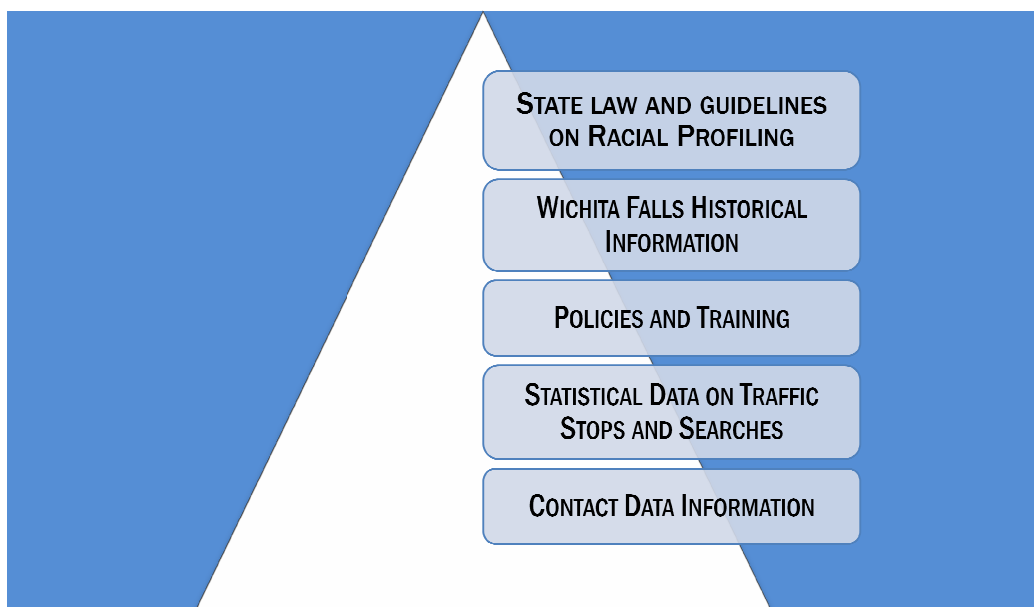 STATE LAW AND GUIDELINES
ON RACIAL PROFILING
WICHITA FALLS HISTORICAL
INFORMATION
POLICIES AND TRAINING
STATISTICAL DATA ON TRAFFIC
STOPS AND SEARCHES
CONTACT DATA INFORMATION